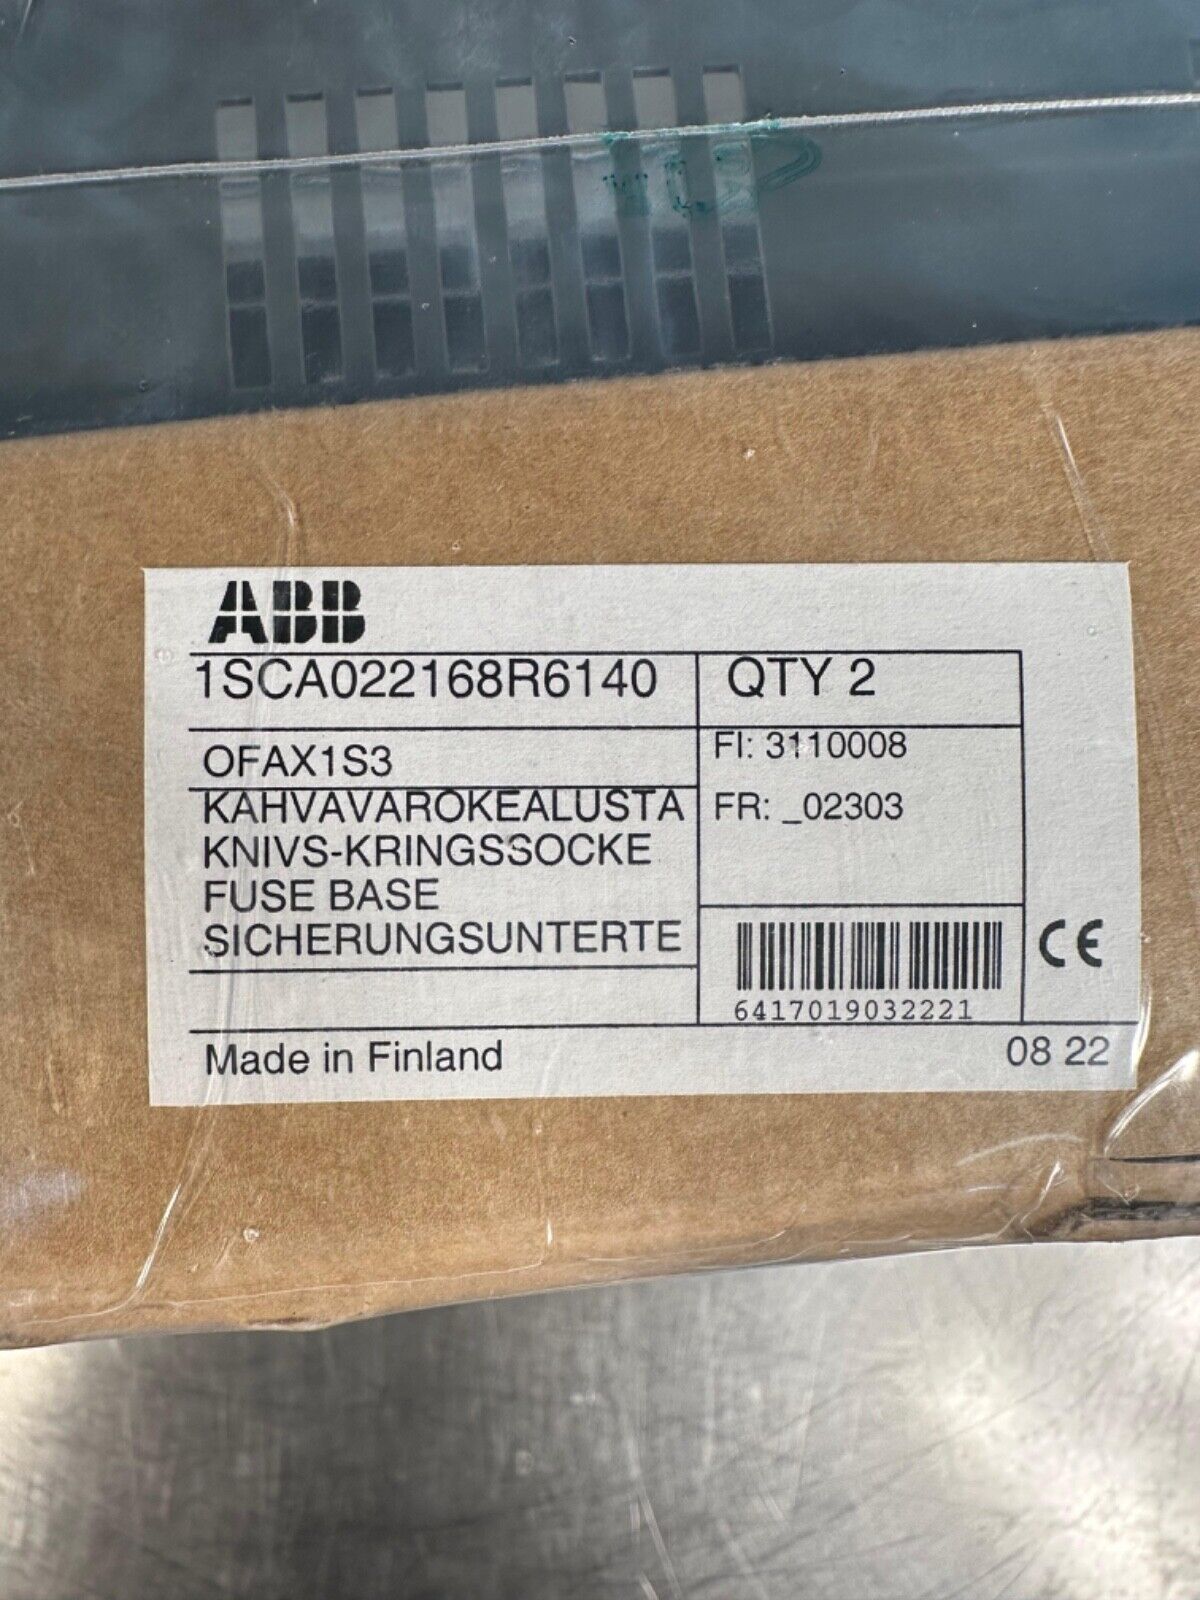 ABB
1SCA022168R6140 QTY 2
OFAX1S3
FI: 3110008
KAHVAVAROKEALUSTA
FR: _02303
KNIVS-KRINGSSOCKE
FUSE BASE
SICHERUNGSUNTERTE
CE
6417019032221
Made in Finland 08 22